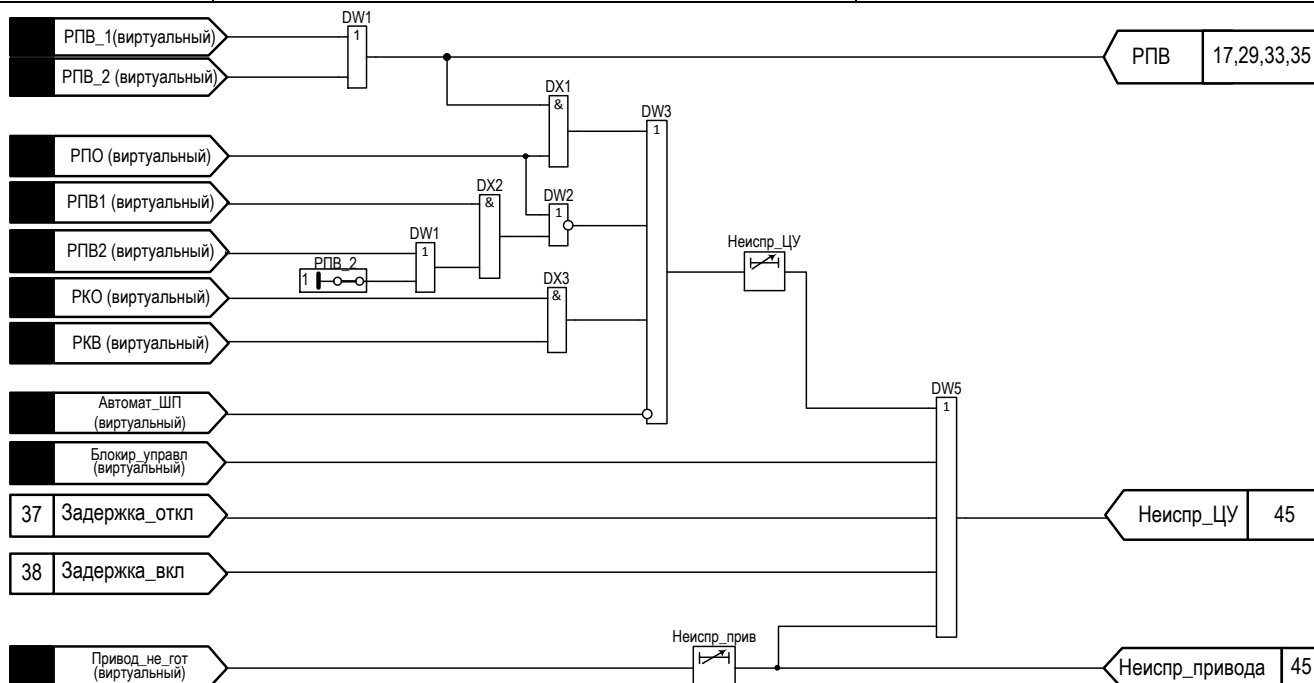 DW1
РПВ_1(виртуальный)
1
РПВ_2 (виртуальный)
РПВ 17,29,33,35
DX1
&
DW3
1
РПО (виртуальный)
РПВ1 (виртуальный)
DX2
&
DW2
1
РПВ2 (виртуальный)
DW1
1
РПВ_2
1
Неиспр_ЦУ
РКО (виртуальный)
DX3
&
РКВ (виртуальный)
Автомат_ШП
(виртуальный)
DW5
1
Блокир_управл
(виртуальный)
37 Задержка_откл
Неиспр_ЦУ 45
38 Задержка_вкл
Неиспр_прив
Привод_не_гот
(виртуальный)
Неиспр_привода 45